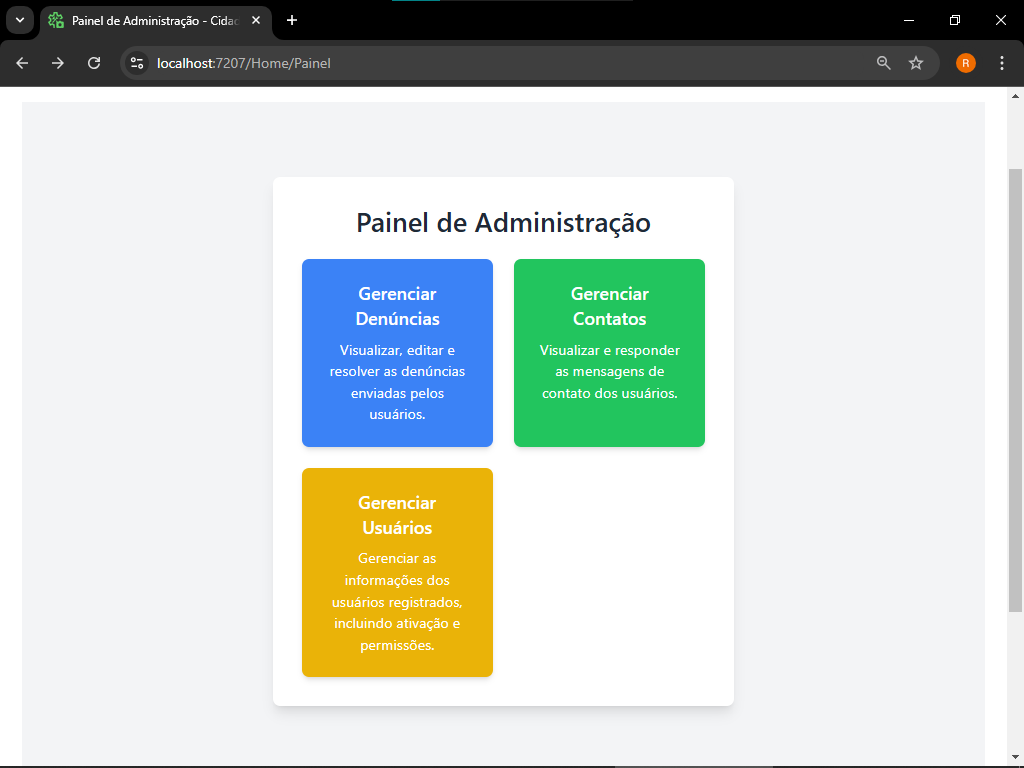 Painel de Administração - Cidad
localhost:7207/Home/Painel
R
Painel de Administração
Gerenciar
Denúncias
Visualizar, editar e
resolver as denúncias
enviadas pelos
usuários.
Gerenciar
Contatos
Visualizar e responder
as mensagens de
contato dos usuários.
Gerenciar
Usuários
Gerenciar as
informações dos
usuários registrados,
incluindo ativação e
permissões.